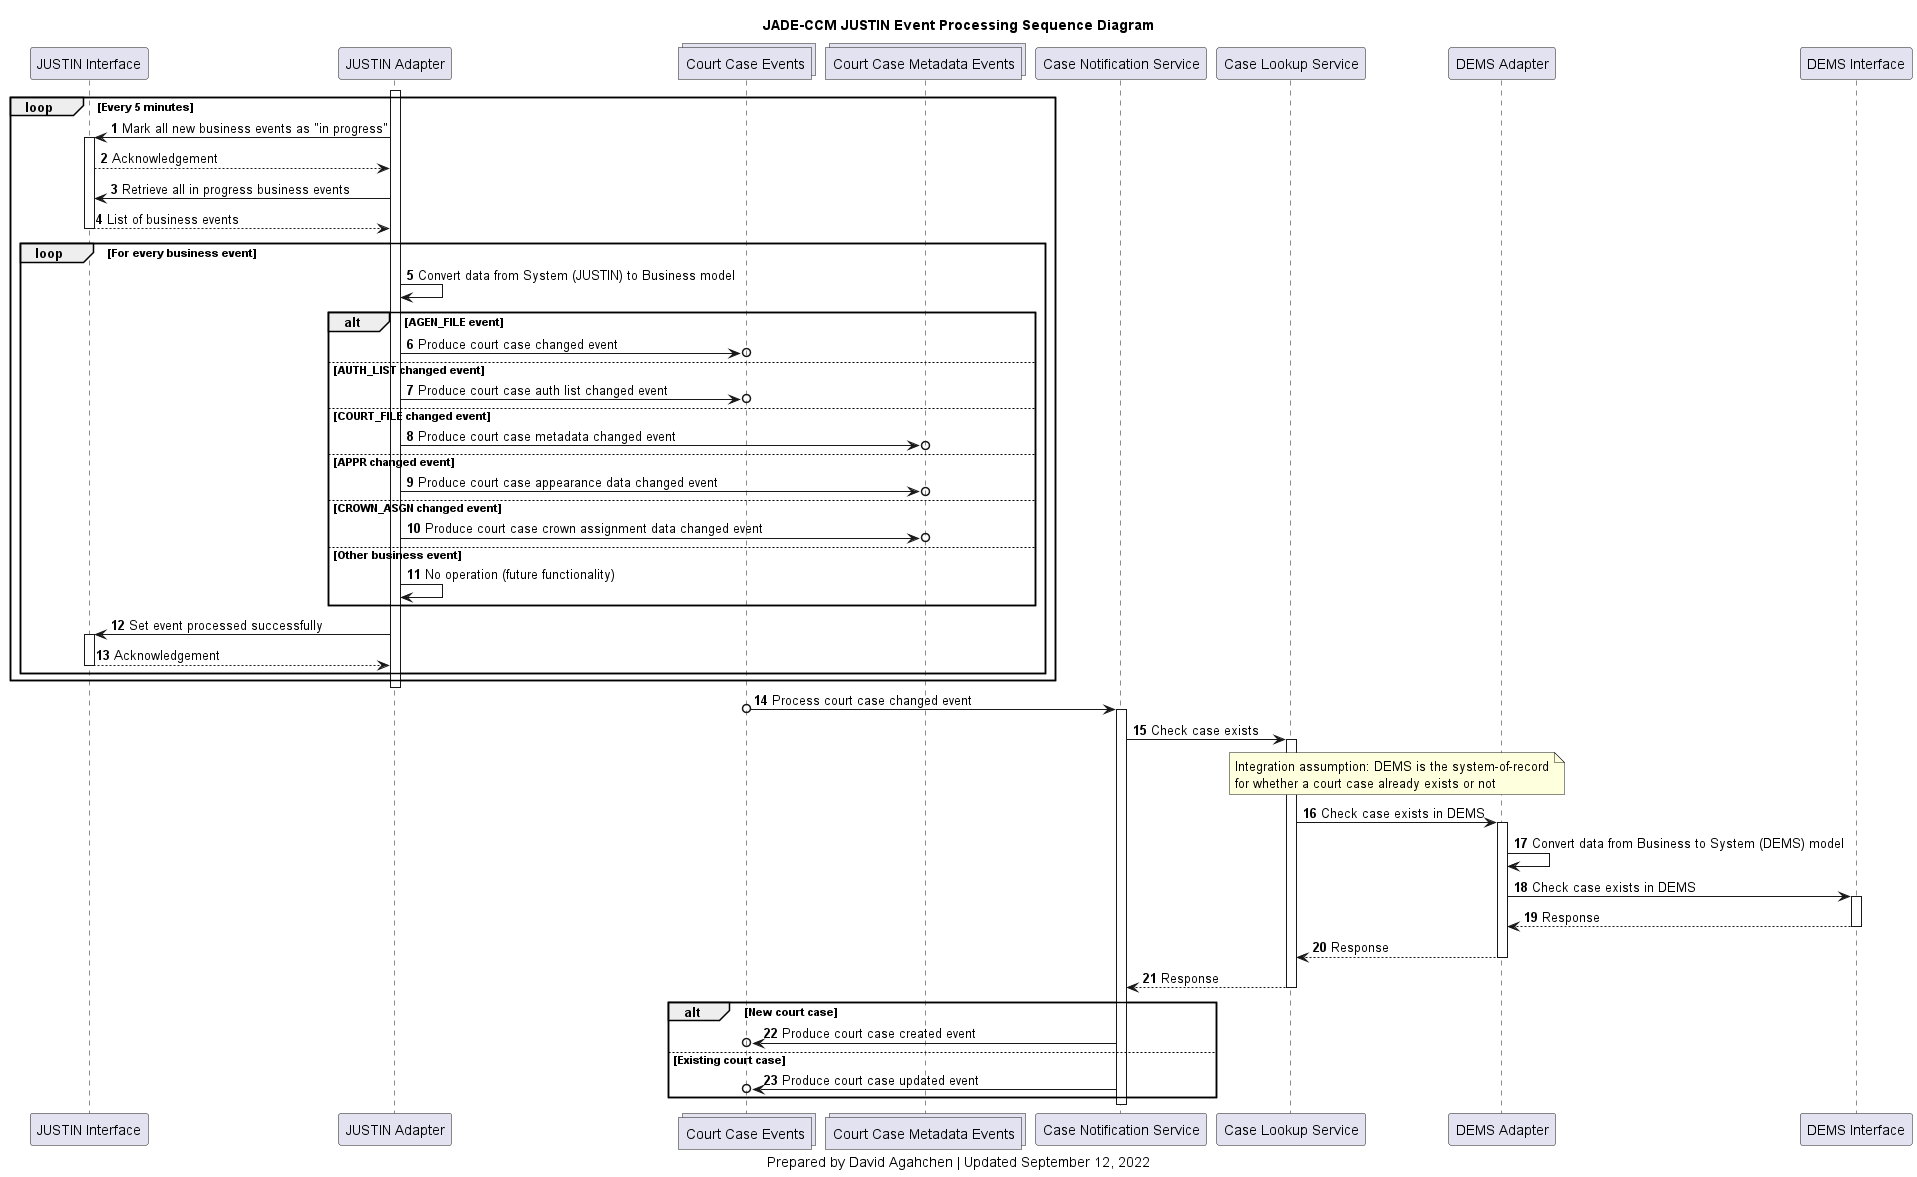 JADE-CCM JUSTIN Event Processing Sequence Diagram
JUSTIN Interface
JUSTIN Adapter
Court Case Events
Court Case Metadata Events
Case Notification Service
Case Lookup Service
DEMS Adapter
DEMS Interface
loop [Every 5 minutes]
1 Mark all new business events as "in progress"
2 Acknowledgement
3 Retrieve all in progress business events
4 List of business events
loop [For every business event]
5 Convert data from System (JUSTIN) to Business model
alt [AGEN_FILE event]
6 Produce court case changed event
[AUTH_LIST changed event]
7 Produce court case auth list changed event
[COURT_FILE changed event]
8 Produce court case metadata changed event
[APPR changed event]
9 Produce court case appearance data changed event
[CROWN_ASGN changed event]
10 Produce court case crown assignment data changed event
[Other business event]
11 No operation (future functionality)
12 Set event processed successfully
13 Acknowledgement
14 Process court case changed event
15 Check case exists
Integration assumption: DEMS is the system-of-record
for whether a court case already exists or not
16 Check case exists in DEMS
17 Convert data from Business to System (DEMS) model
18 Check case exists in DEMS
19 Response
20 Response
21 Response
alt [New court case]
22 Produce court case created event
[Existing court case]
23 Produce court case updated event
JUSTIN Interface
JUSTIN Adapter
Court Case Events
Court Case Metadata Events
Case Notification Service
Case Lookup Service
DEMS Adapter
DEMS Interface
Prepared by David Agahchen | Updated September 12, 2022